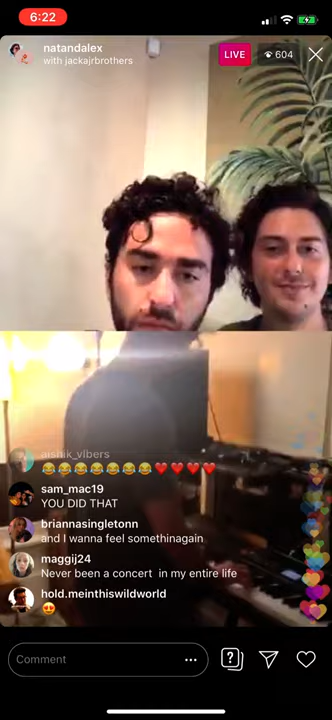 6:22
natandalex
with jackajrbrothers
LIVE
604
aishik_vlbers
😂😂😂😂😂😂😂😂❤️❤️❤️❤️
sam_mac19
YOU DID THAT
briannasingletonn
and I wanna feel somethinagain
maggij24
Never been a concert in my entire life
hold.meinthiswildworld
😍
Comment